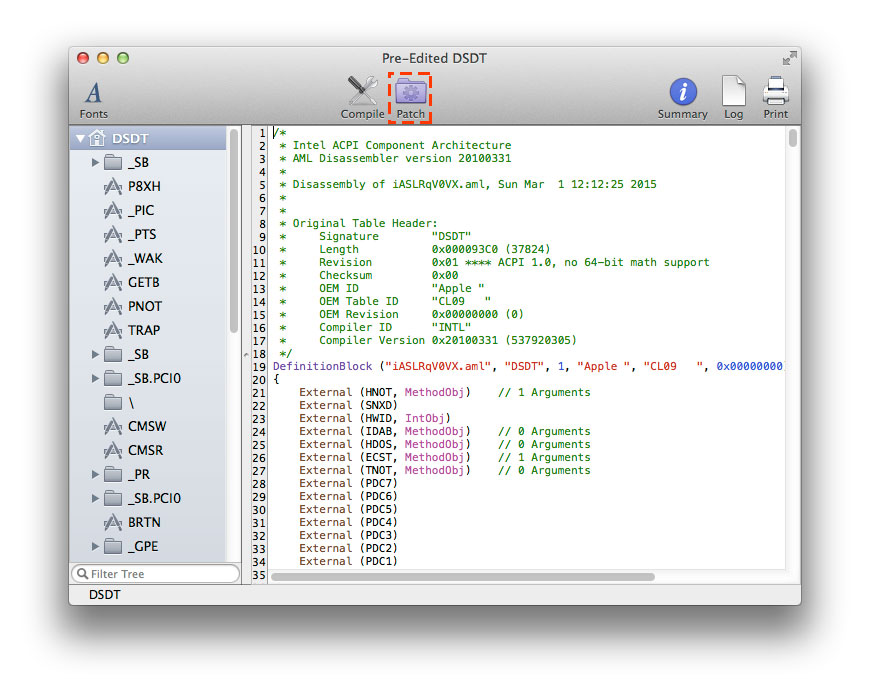 Pre-Edited DSDT
Fonts
Compile
Patch
Summary
Log
Print
DSDT
_SB
P8XH
_PIC
_PTS
_WAK
GETB
PNOT
TRAP
_SB
_SB.PCI0
\
CMSW
CMSR
_PR
_SB.PCI0
BRTN
_GPE
Filter Tree
1 /*
2  * Intel ACPI Component Architecture
3  * AML Disassembler version 20100331
4  *
5  * Disassembly of iASLRqV0VX.aml, Sun Mar  1 12:12:25 2015
6  *
7  *
8  * Original Table Header:
9  *     Signature        "DSDT"
10  *     Length           0x000093C0 (37824)
11  *     Revision         0x01 **** ACPI 1.0, no 64-bit math support
12  *     Checksum         0x00
13  *     OEM ID           "Apple "
14  *     OEM Table ID     "CL09   "
15  *     OEM Revision     0x00000000 (0)
16  *     Compiler ID      "INTL"
17  *     Compiler Version 0x20100331 (537920305)
18  */
19 DefinitionBlock ("iASLRqV0VX.aml", "DSDT", 1, "Apple ", "CL09   ", 0x00000000
20 {
21     External (HNOT, MethodObj)    // 1 Arguments
22     External (SNXD)
23     External (HWID, IntObj)
24     External (IDAB, MethodObj)    // 0 Arguments
25     External (HDOS, MethodObj)    // 0 Arguments
26     External (ECST, MethodObj)    // 1 Arguments
27     External (TNOT, MethodObj)    // 0 Arguments
28     External (PDC7)
29     External (PDC6)
30     External (PDC5)
31     External (PDC4)
32     External (PDC3)
33     External (PDC2)
34     External (PDC1)
35
DSDT